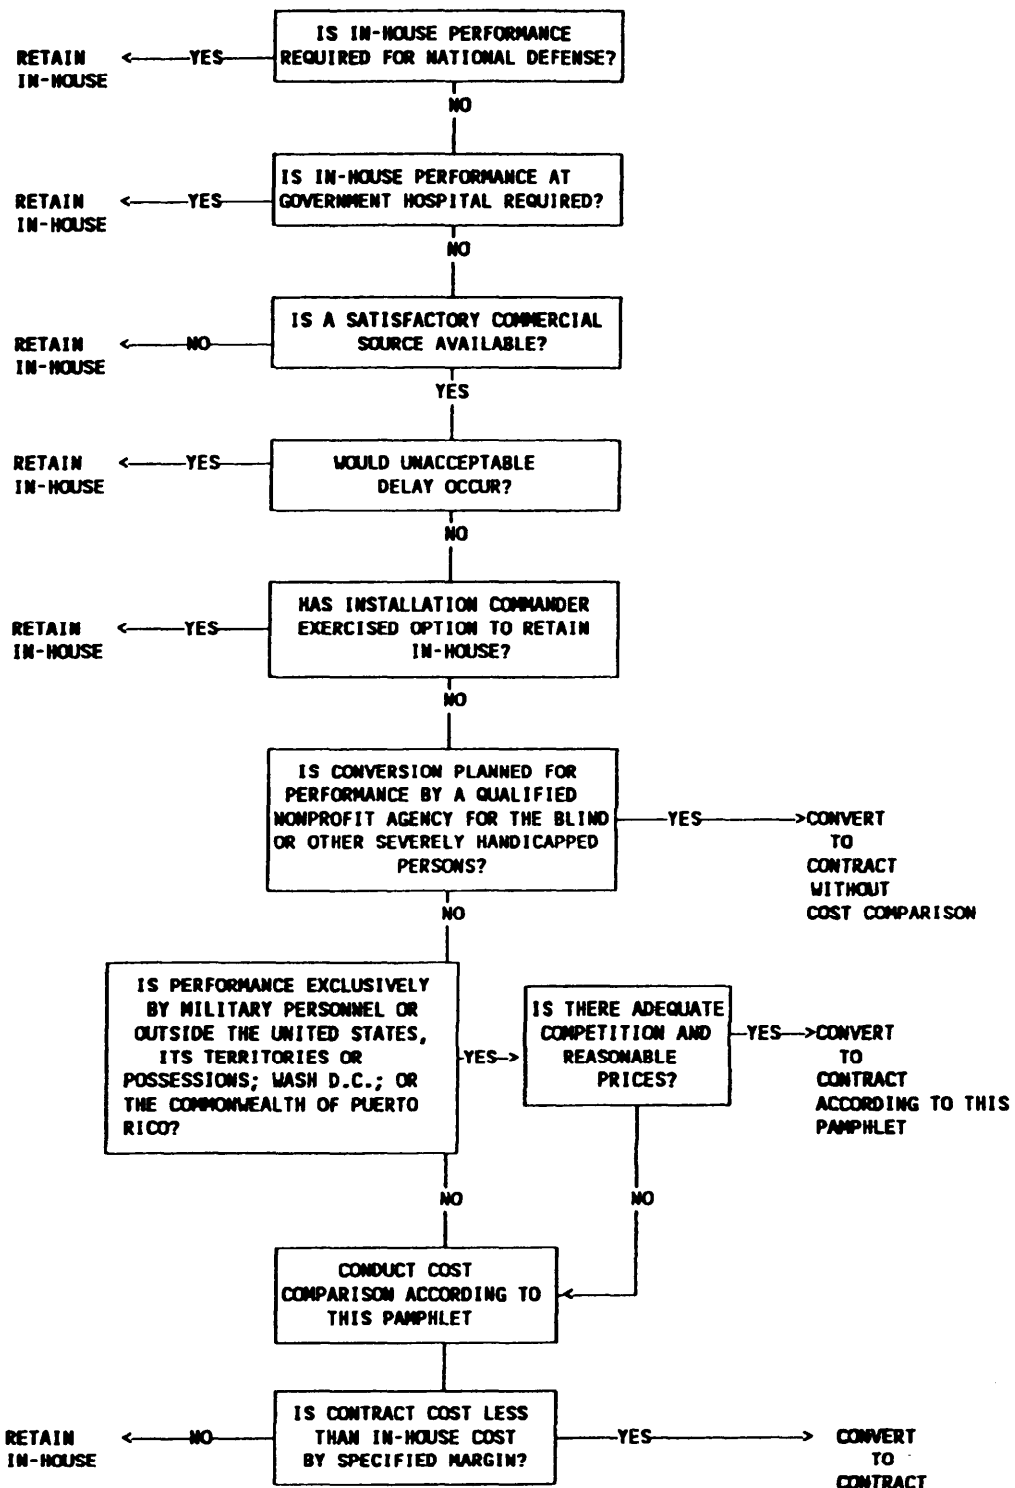 IS IN-HOUSE PERFORMANCE
REQUIRED FOR NATIONAL DEFENSE?
YES
RETAIN
IN-HOUSE
NO
IS IN-HOUSE PERFORMANCE AT
GOVERNMENT HOSPITAL REQUIRED?
YES
RETAIN
IN-HOUSE
NO
IS A SATISFACTORY COMMERCIAL
SOURCE AVAILABLE?
NO
RETAIN
IN-HOUSE
YES
WOULD UNACCEPTABLE
DELAY OCCUR?
YES
RETAIN
IN-HOUSE
NO
HAS INSTALLATION COMMANDER
EXERCISED OPTION TO RETAIN
IN-HOUSE?
YES
RETAIN
IN-HOUSE
NO
IS CONVERSION PLANNED FOR
PERFORMANCE BY A QUALIFIED
NONPROFIT AGENCY FOR THE BLIND
OR OTHER SEVERELY HANDICAPPED
PERSONS?
YES
CONVERT
TO
CONTRACT
WITHOUT
COST COMPARISON
NO
IS PERFORMANCE EXCLUSIVELY
BY MILITARY PERSONNEL OR
OUTSIDE THE UNITED STATES,
ITS TERRITORIES OR
POSSESSIONS; WASH D.C.; OR
THE COMMONWEALTH OF PUERTO
RICO?
YES
IS THERE ADEQUATE
COMPETITION AND
REASONABLE
PRICES?
YES
CONVERT
TO
CONTRACT
ACCORDING TO THIS
PAMPHLET
NO
NO
CONDUCT COST
COMPARISON ACCORDING TO
THIS PAMPHLET
IS CONTRACT COST LESS
THAN IN-HOUSE COST
BY SPECIFIED MARGIN?
NO
RETAIN
IN-HOUSE
YES
CONVERT
TO
CONTRACT